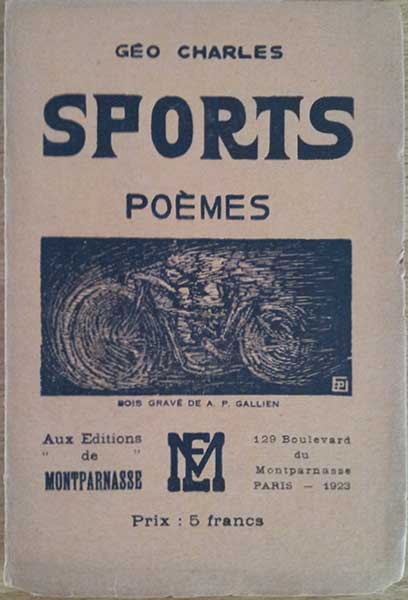 GÉO CHARLES
SPORTS
POÈMES
BOIS GRAVÉ DE A. P. GALLIEN
Aux Editions
" de "
MONTPARNASSE
EM
129 Boulevard
du
Montparnasse
PARIS — 1923
Prix : 5 francs